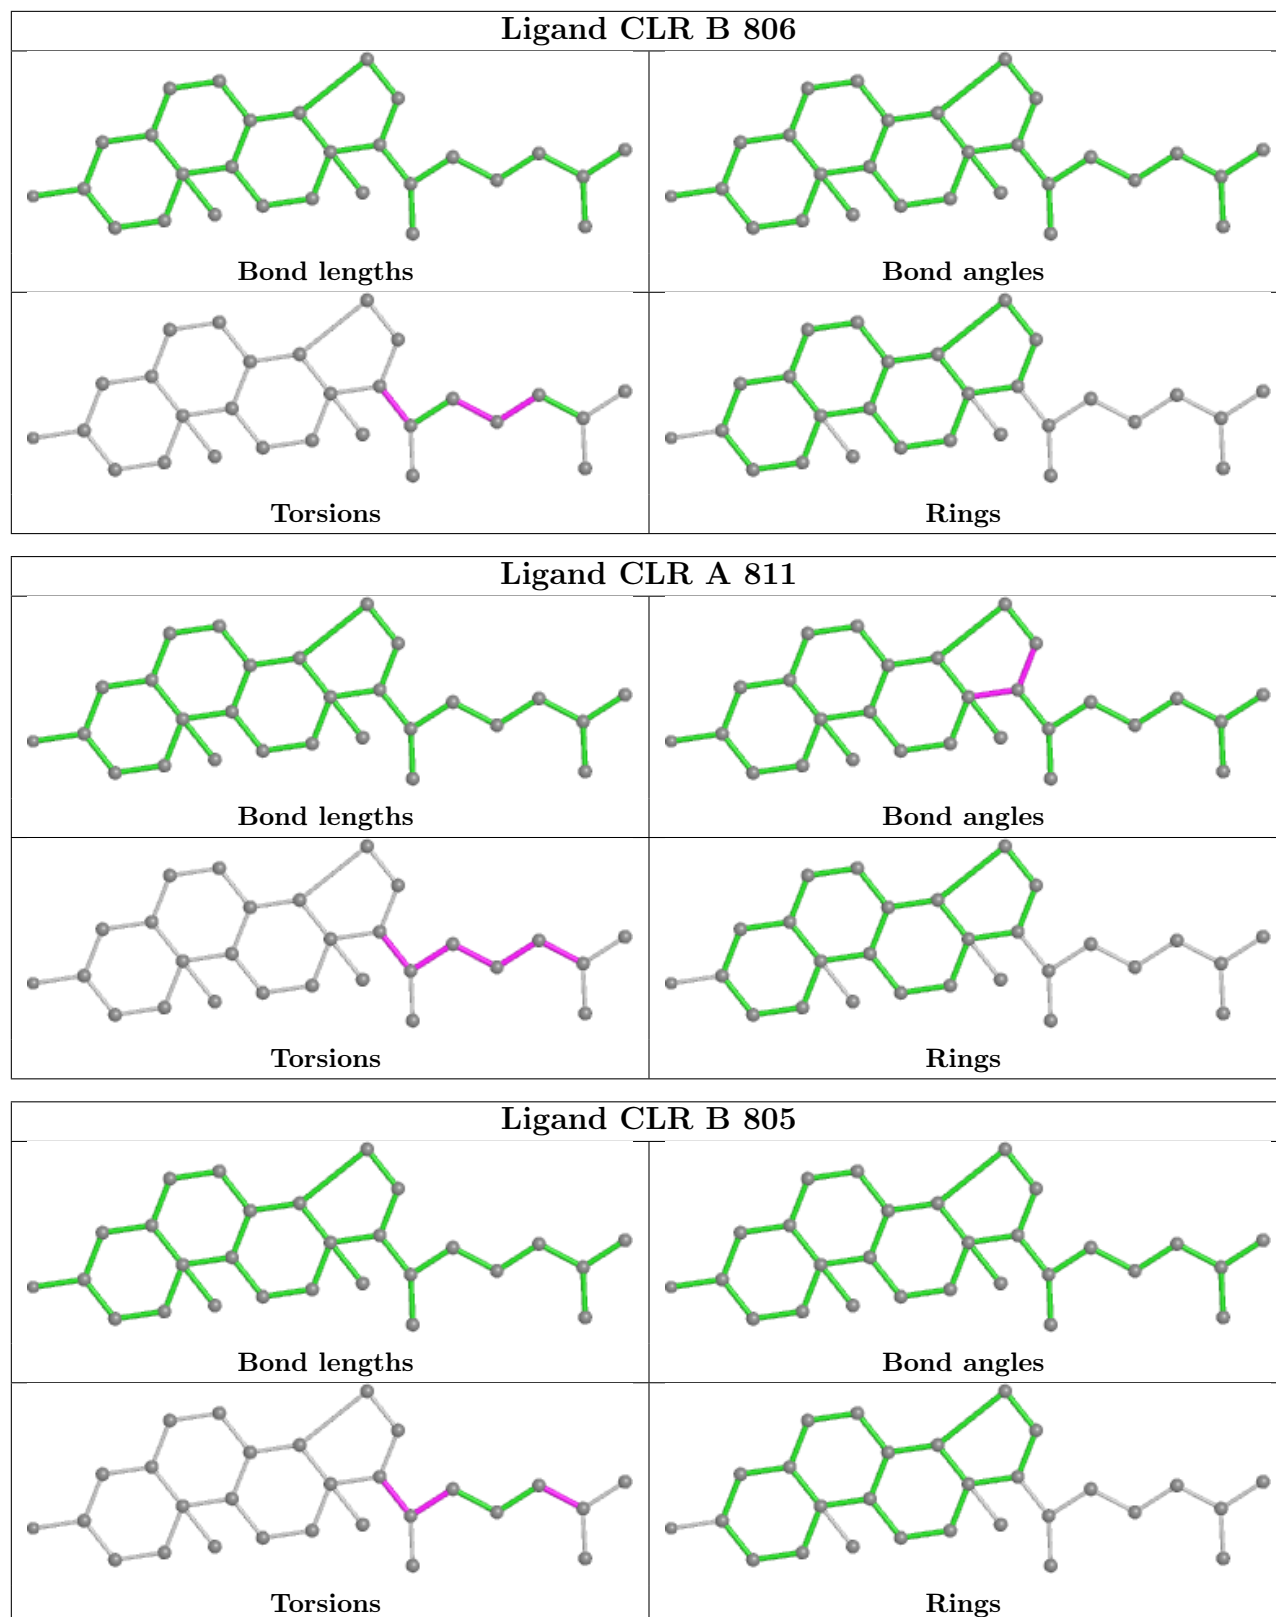 Ligand CLR B 806
Bond lengths
Bond angles
Torsions
Rings
Ligand CLR A 811
Bond lengths
Bond angles
Torsions
Rings
Ligand CLR B 805
Bond lengths
Bond angles
Torsions
Rings